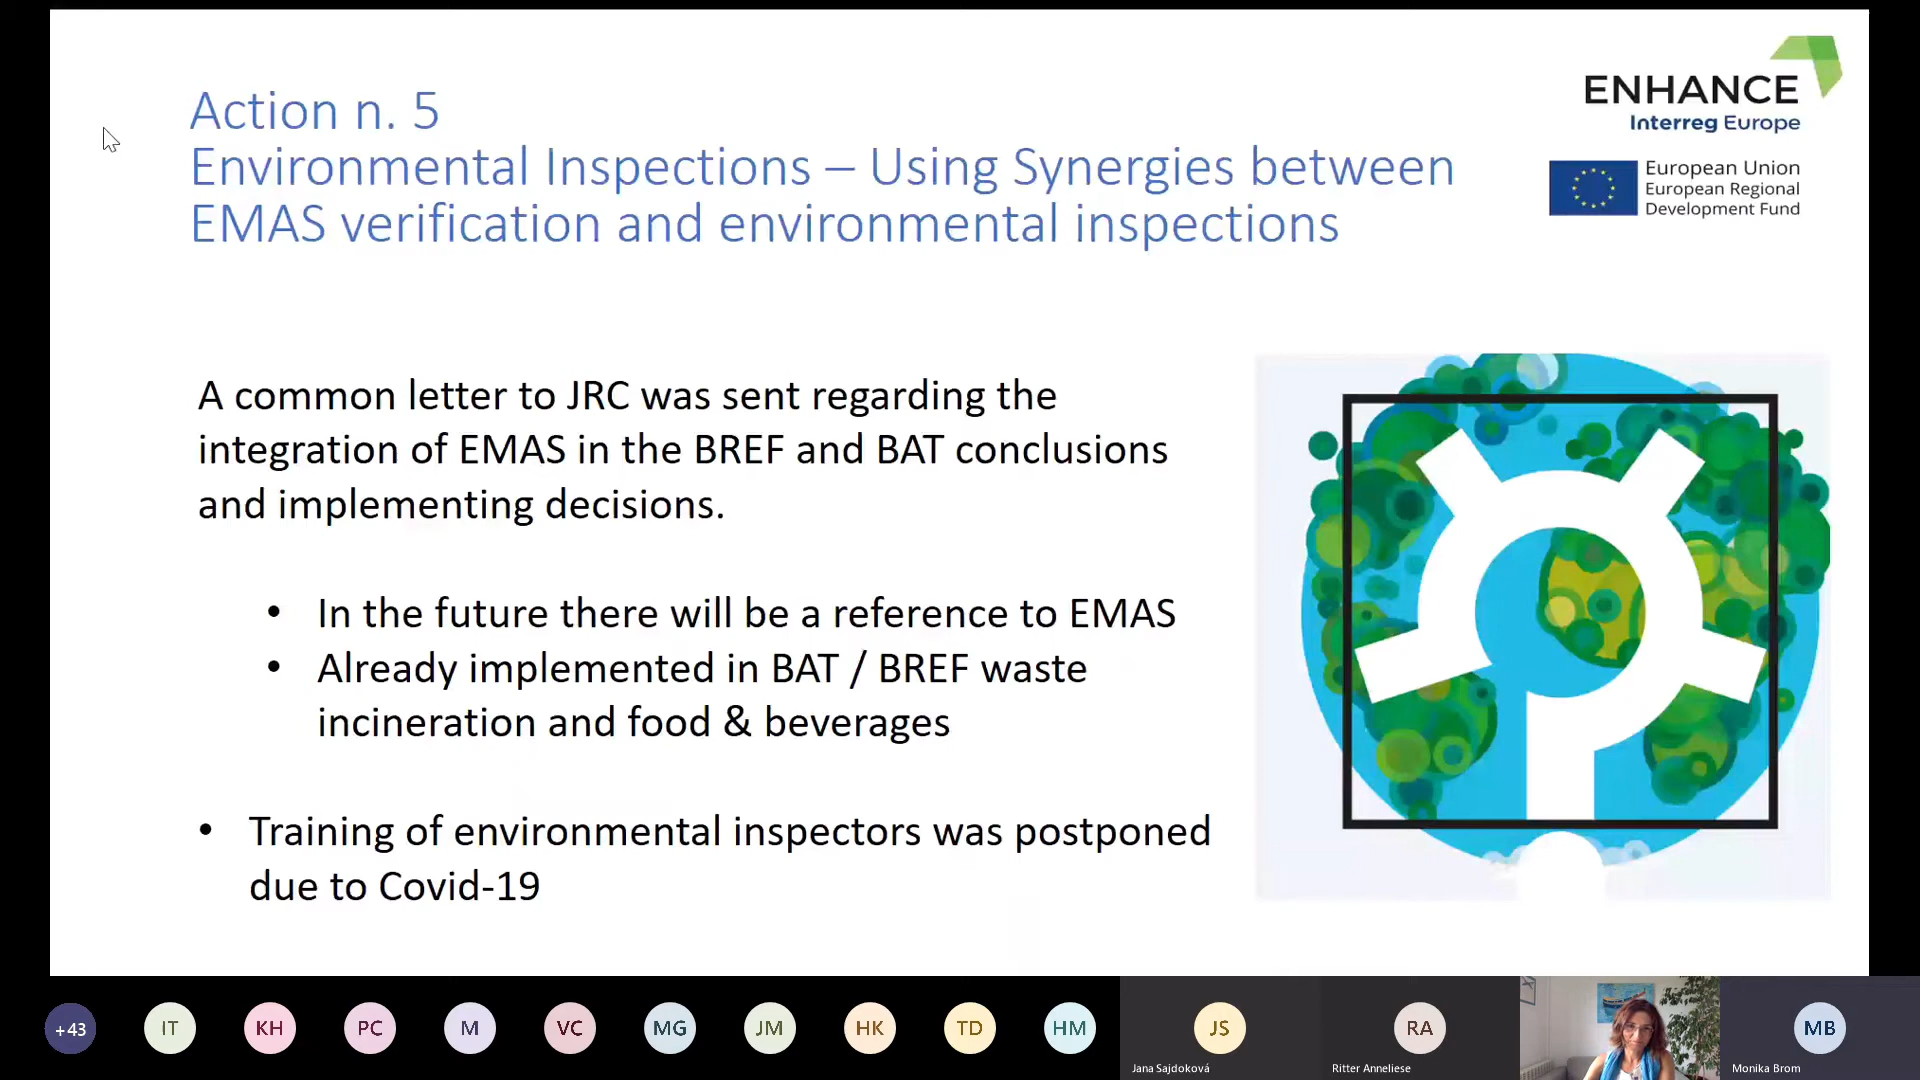 Action n. 5
Environmental Inspections – Using Synergies between
EMAS verification and environmental inspections
ENHANCE
Interreg Europe
European Union
European Regional
Development Fund
A common letter to JRC was sent regarding the
integration of EMAS in the BREF and BAT conclusions
and implementing decisions.
• In the future there will be a reference to EMAS
• Already implemented in BAT / BREF waste
incineration and food & beverages
• Training of environmental inspectors was postponed
due to Covid-19
+43 IT KH PC M VC MG JM HK TD HM JS RA MB
Jana Sajdoková Ritter Anneliese Monika Brom